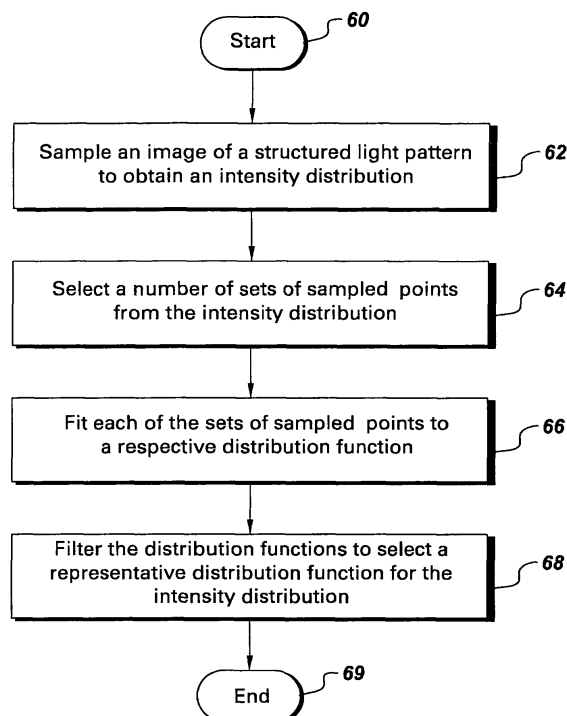 Start
60
Sample an image of a structured light pattern
to obtain an intensity distribution
62
Select a number of sets of sampled points
from the intensity distribution
64
Fit each of the sets of sampled points to
a respective distribution function
66
Filter the distribution functions to select a
representative distribution function for the
intensity distribution
68
End
69